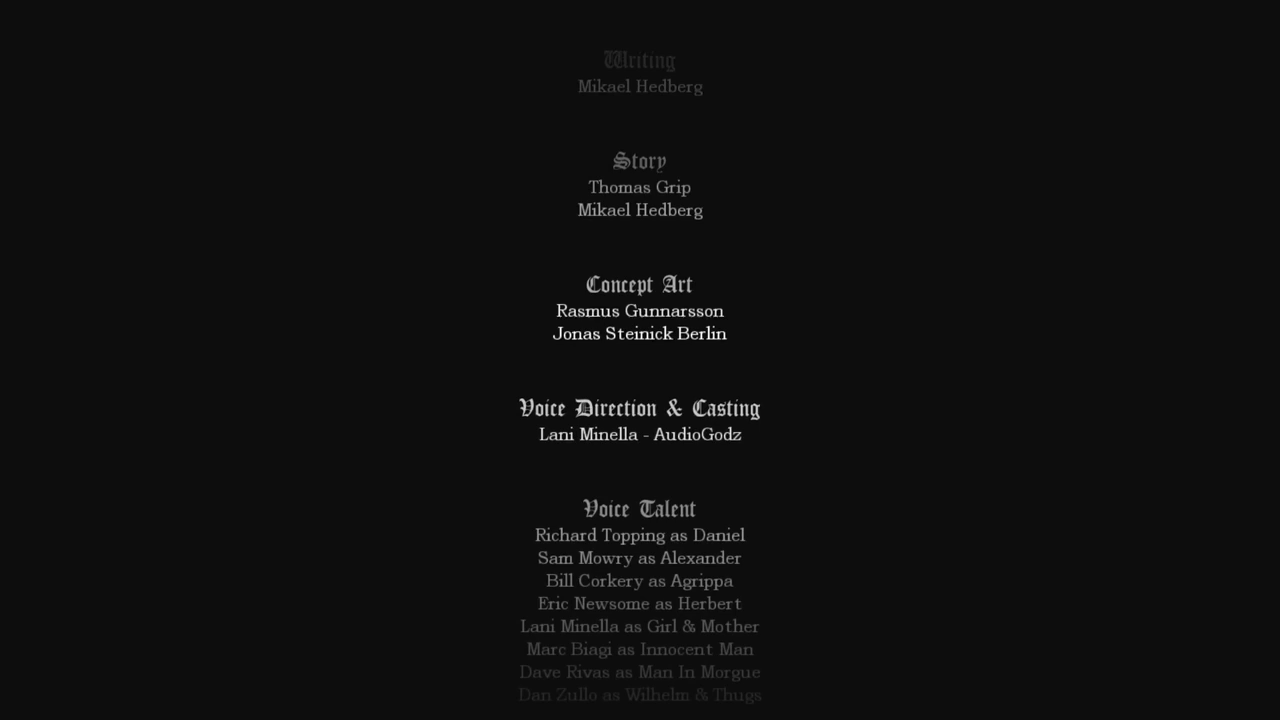 Writing
Mikael Hedberg
Story
Thomas Grip
Mikael Hedberg
Concept Art
Rasmus Gunnarsson
Jonas Steinick Berlin
Voice Direction & Casting
Lani Minella - AudioGodz
Voice Talent
Richard Topping as Daniel
Sam Mowry as Alexander
Bill Corkery as Agrippa
Eric Newsome as Herbert
Lani Minella as Girl & Mother
Marc Biagi as Innocent Man
Dave Rivas as Man In Morgue
Dan Zullo as Wilhelm & Thugs